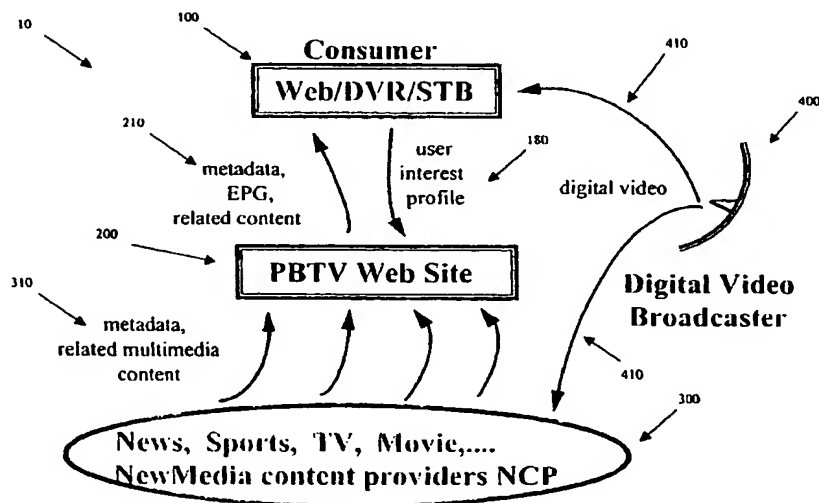 10
100
Consumer
Web/DVR/STB
410
400
210
metadata,
EPG,
related content
user
interest
profile
180
digital video
200
PBTV Web Site
Digital Video
Broadcaster
310
metadata,
related multimedia
content
410
300
News, Sports, TV, Movie,....
NewMedia content providers NCP